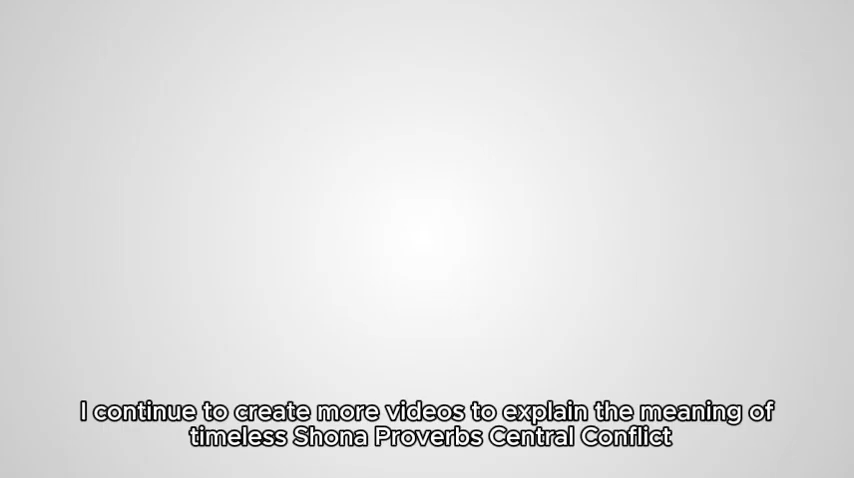 I continue to create more videos to explain the meaning of
timeless Shona Proverbs Central Conflict